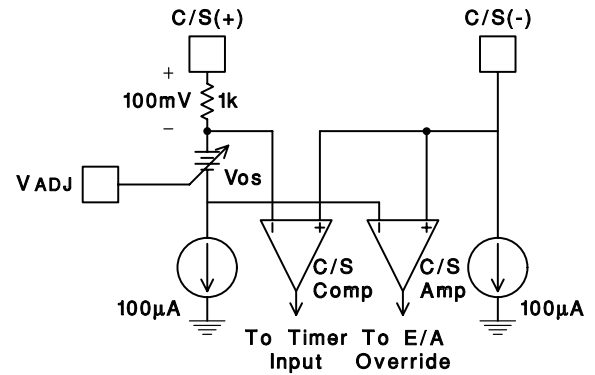 C/S(+)
C/S(-)
+
100mV
1k
−
VADJ
Vos
- +
- +
C/S
Comp
C/S
Amp
100μA
100μA
To Timer
Input
To E/A
Override